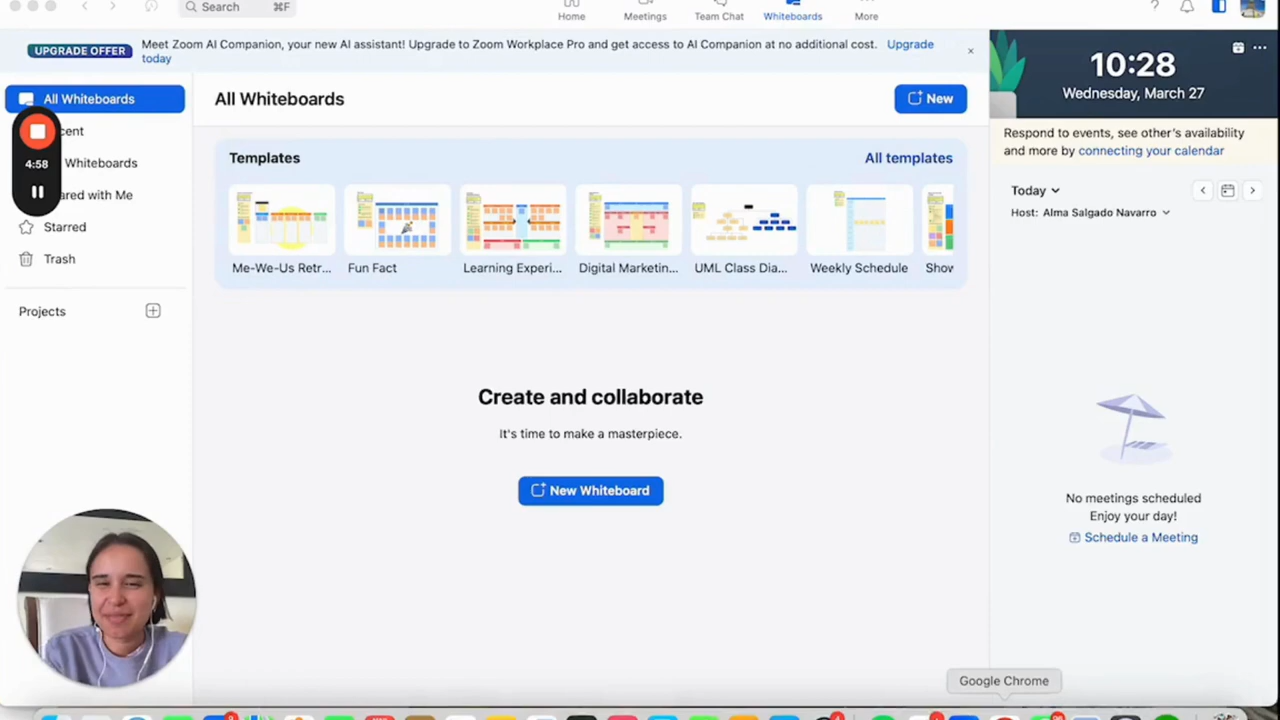 Search
⌘F
Home
Meetings
Team Chat
Whiteboards
More
UPGRADE OFFER
Meet Zoom AI Companion, your new AI assistant! Upgrade to Zoom Workplace Pro and get access to AI Companion at no additional cost. Upgrade
today
All Whiteboards
cent
Whiteboards
ared with Me
Starred
Trash
Projects
4:58
All Whiteboards
New
Templates
All templates
Me-We-Us Retr...
Fun Fact
Learning Experi...
Digital Marketin...
UML Class Dia...
Weekly Schedule
Show
Create and collaborate
It's time to make a masterpiece.
New Whiteboard
10:28
Wednesday, March 27
Respond to events, see other's availability
and more by connecting your calendar
Today
Host: Alma Salgado Navarro
No meetings scheduled
Enjoy your day!
Schedule a Meeting
Google Chrome